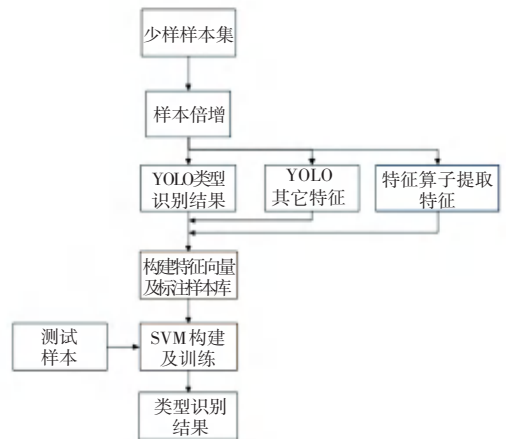 少样样本集
样本倍增
YOLO类型
识别结果
YOLO
其它特征
特征算子提取
特征
构建特征向量
及标注样本库
测试
样本
SVM构建
及训练
类型识别
结果